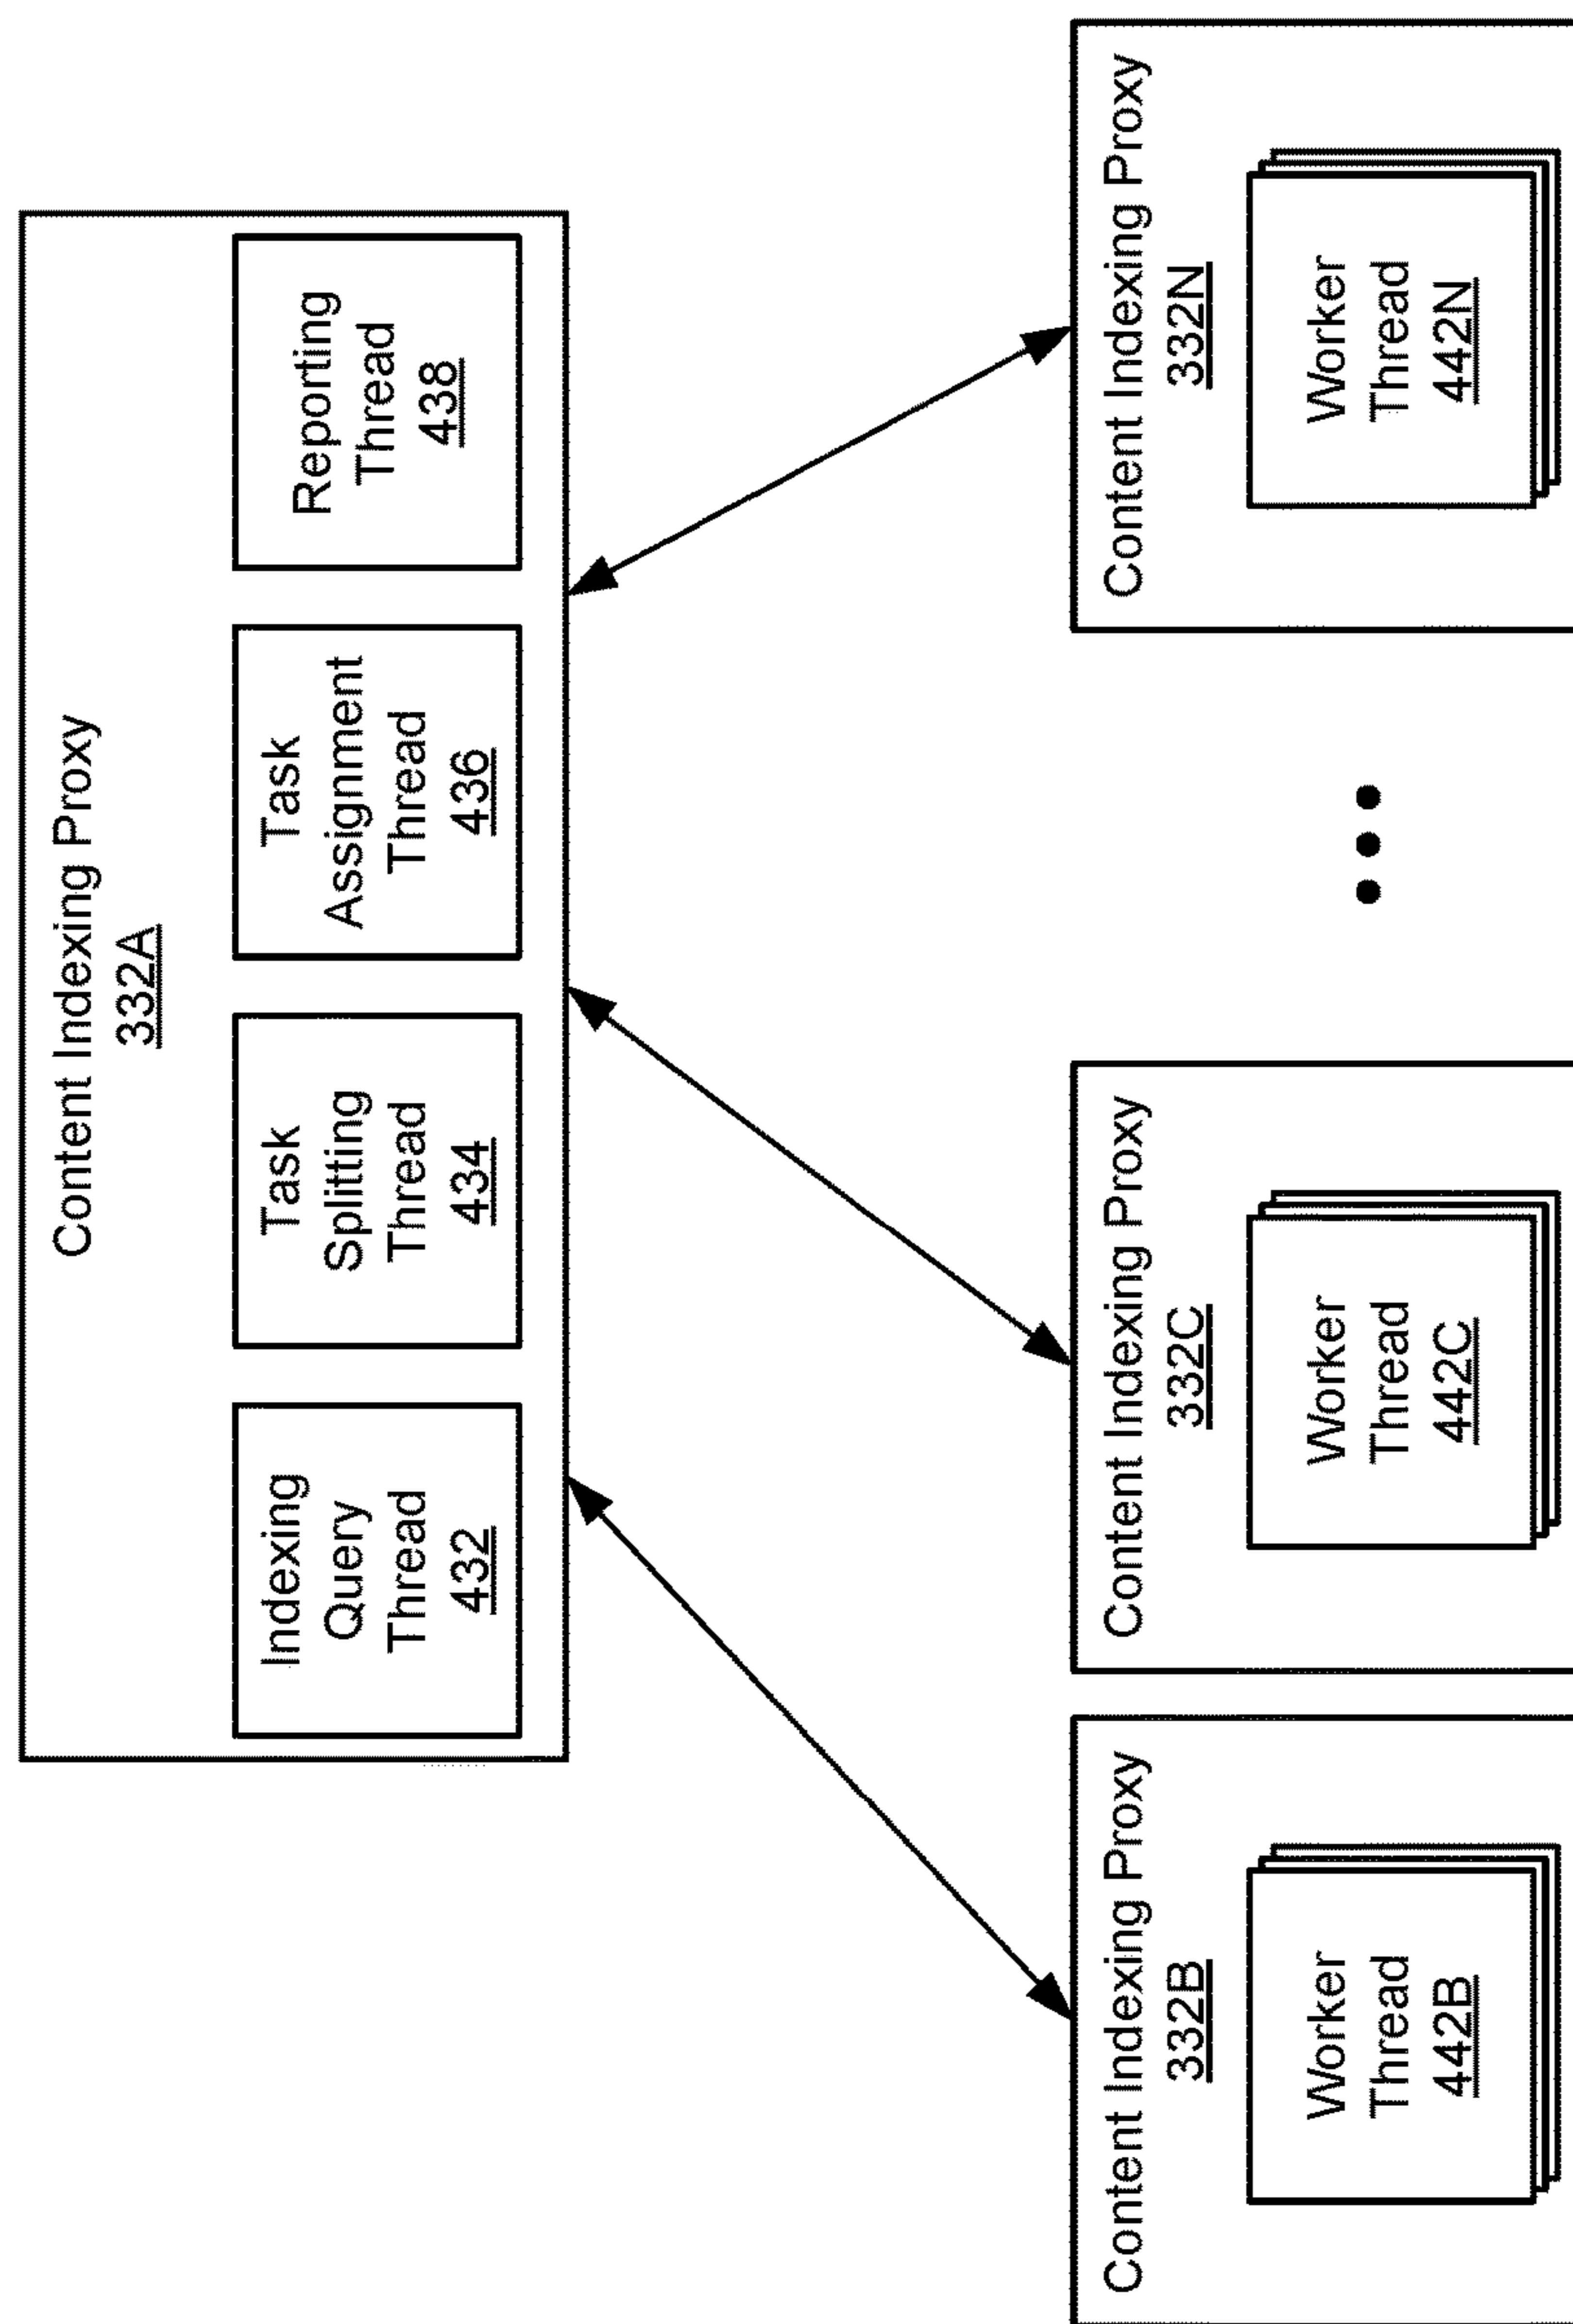 Content Indexing Proxy
332A
Indexing
Query
Thread
432
Task
Splitting
Thread
434
Task
Assignment
Thread
436
Reporting
Thread
438
Content Indexing Proxy
332B
Worker
Thread
442B
Content Indexing Proxy
332C
Worker
Thread
442C
Content Indexing Proxy
332N
Worker
Thread
442N